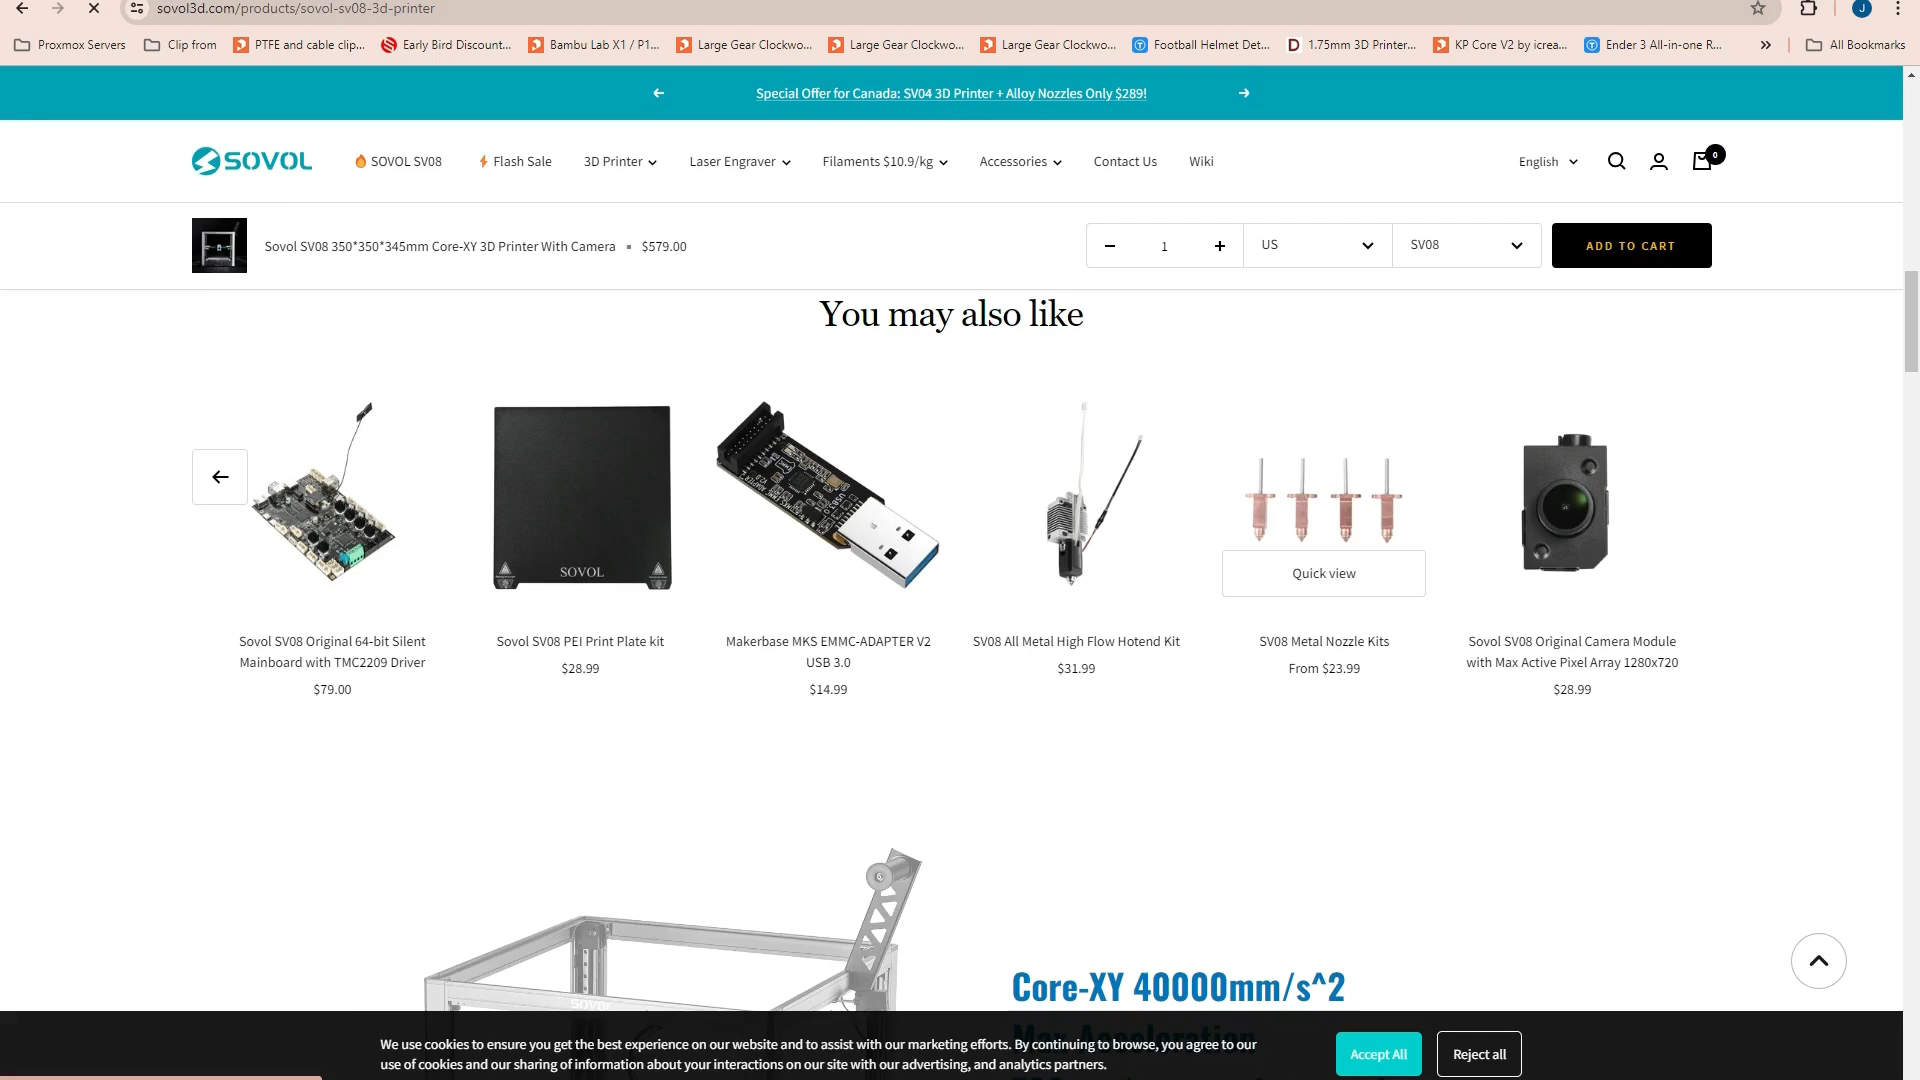 sovol3d.com/products/sovol-sv08-3d-printer
J
Proxmox Servers
Clip from
PTFE and cable clip...
Early Bird Discount...
Bambu Lab X1 / P1...
Large Gear Clockwo...
Large Gear Clockwo...
Large Gear Clockwo...
Football Helmet Det...
1.75mm 3D Printer...
KP Core V2 by icrea...
Ender 3 All-in-one R...
All Bookmarks
Special Offer for Canada: SV04 3D Printer + Alloy Nozzles Only $289!
SOVOL
SOVOL SV08
Flash Sale
3D Printer
Laser Engraver
Filaments $10.9/kg
Accessories
Contact Us
Wiki
English
0
Sovol SV08 350*350*345mm Core-XY 3D Printer With Camera
$579.00
1
US
SV08
ADD TO CART
You may also like
SOVOL
Quick view
Sovol SV08 Original 64-bit Silent
Mainboard with TMC2209 Driver
$79.00
Sovol SV08 PEI Print Plate kit
$28.99
Makerbase MKS EMMC-ADAPTER V2
USB 3.0
$14.99
SV08 All Metal High Flow Hotend Kit
$31.99
SV08 Metal Nozzle Kits
From $23.99
Sovol SV08 Original Camera Module
with Max Active Pixel Array 1280x720
$28.99
Core-XY 40000mm/s^2
Max Acceleration
SOVOL
We use cookies to ensure you get the best experience on our website and to assist with our marketing efforts. By continuing to browse, you agree to our
use of cookies and our sharing of information about your interactions on our site with our advertising, and analytics partners.
Accept All
Reject all